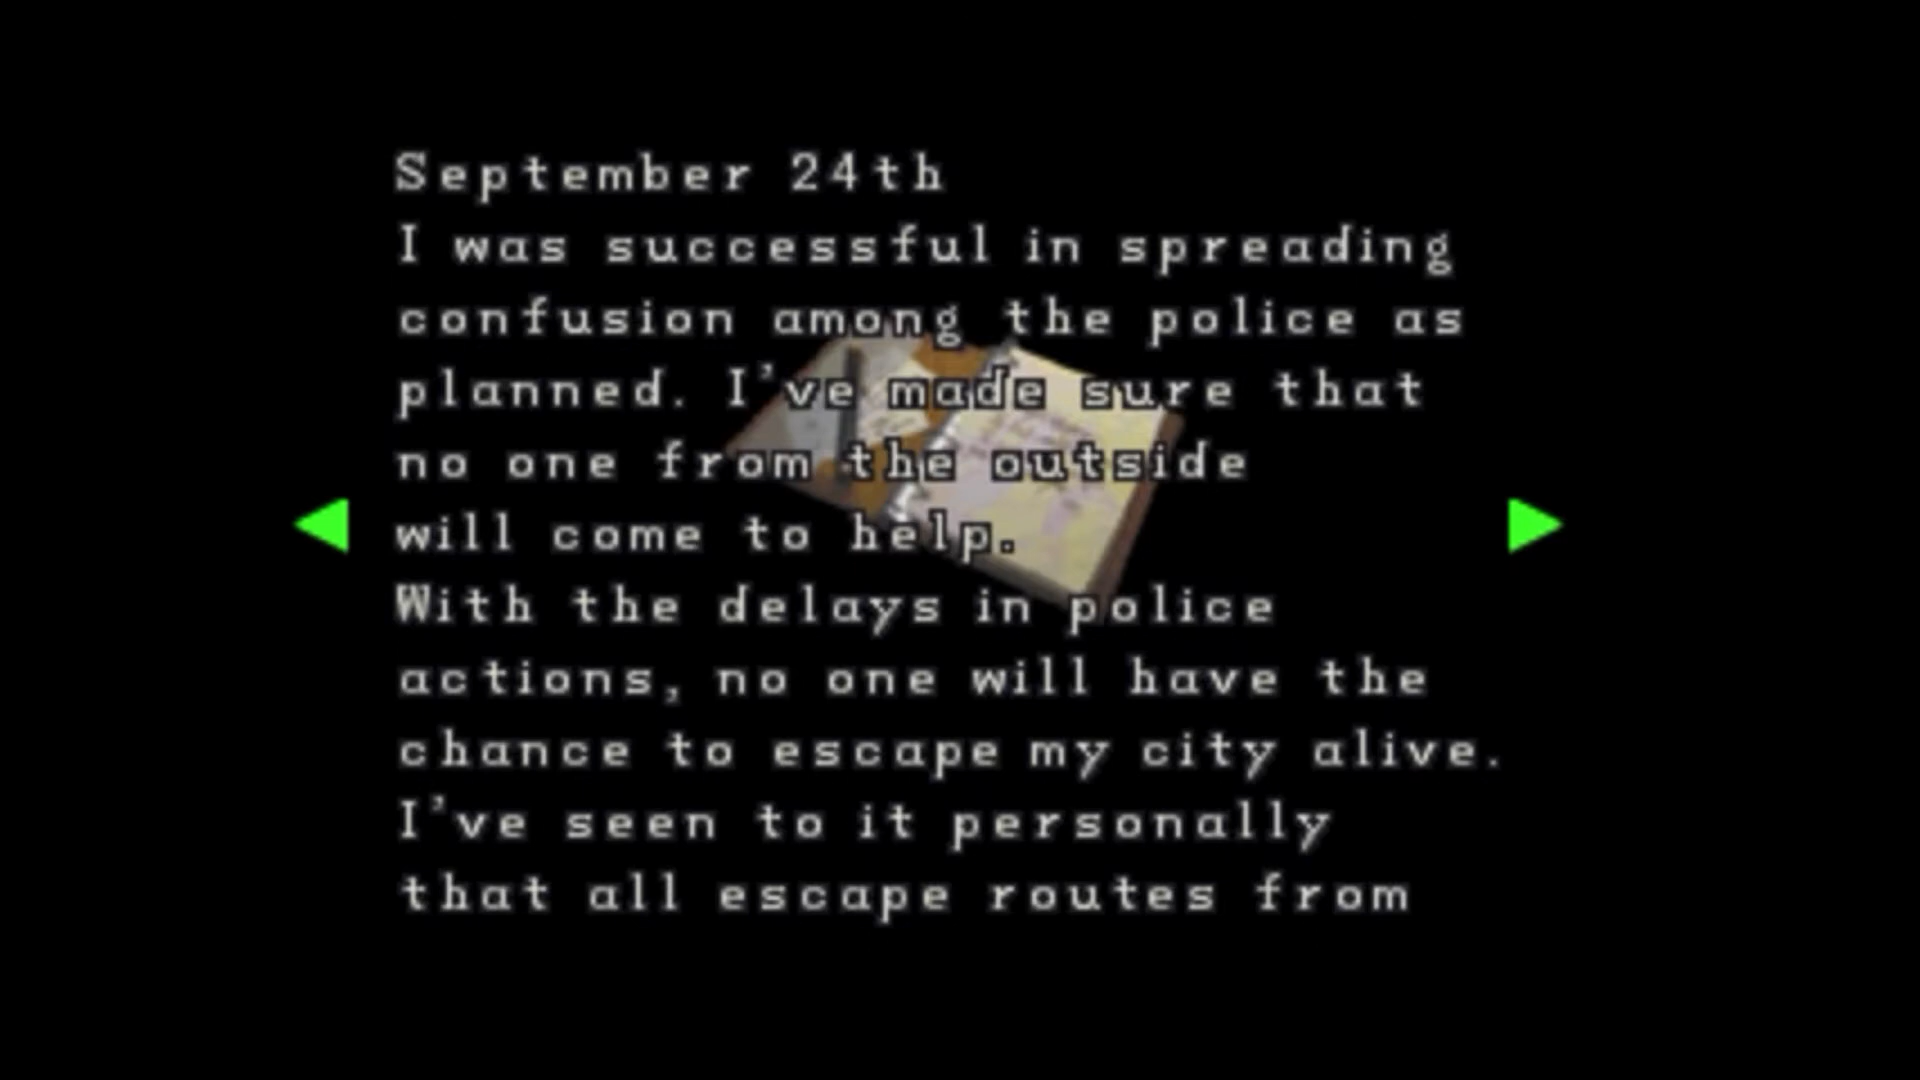 September 24th
I was successful in spreading
confusion among the police as
planned. I've made sure that
no one from the outside
will come to help.
With the delays in police
actions, no one will have the
chance to escape my city alive.
I've seen to it personally
that all escape routes from